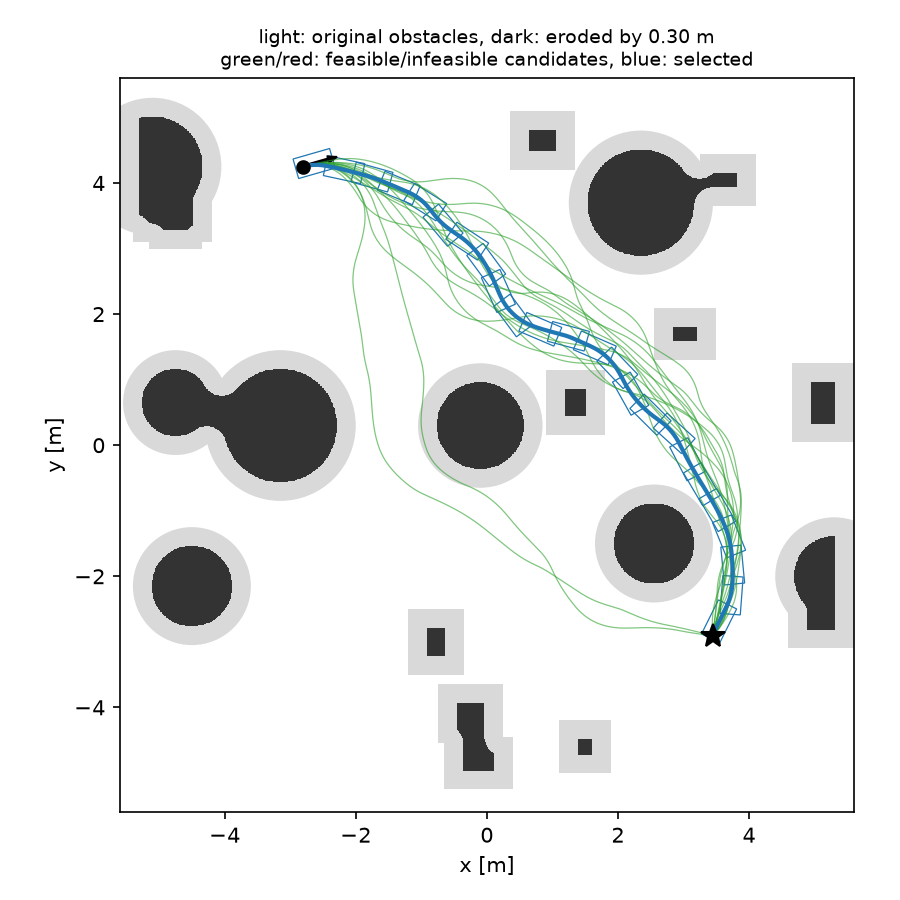 light: original obstacles, dark: eroded by 0.30 m
green/red: feasible/infeasible candidates, blue: selected
4
2
0
−2
−4
y [m]
−4 −2 0 2 4
x [m]